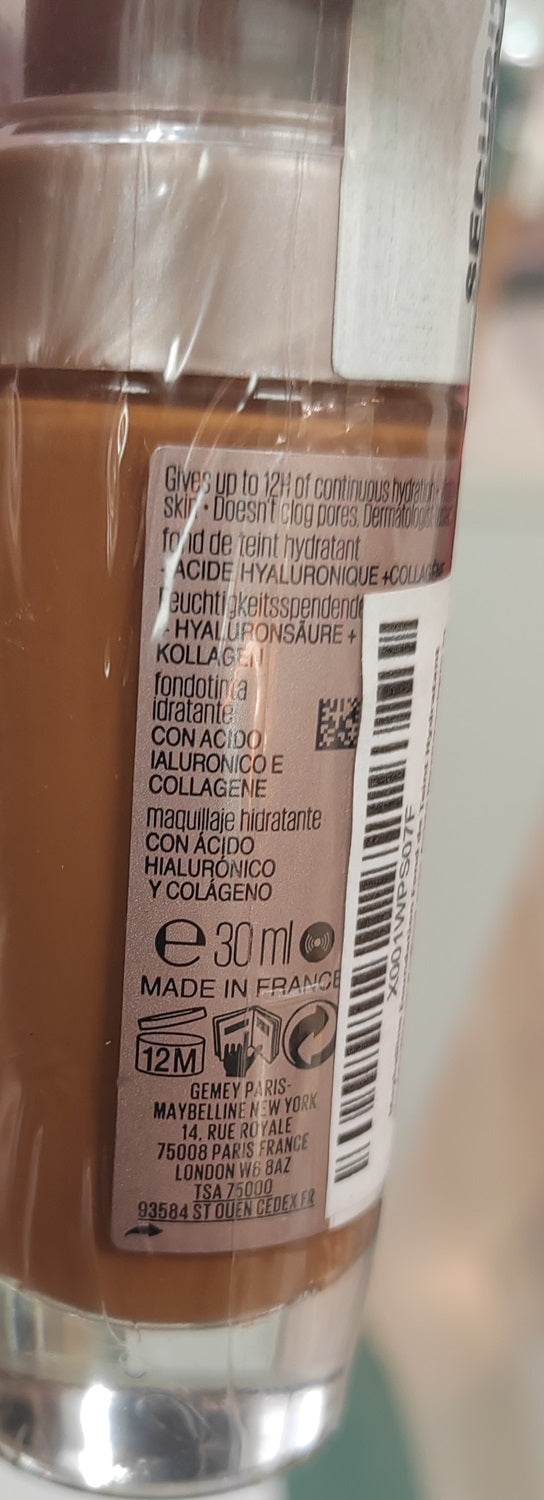 Gives up to 12H of continuous hydration
skin • Doesn't clog pores. Dermatologist
fond de teint hydratant
- ACIDE HYALURONIQUE +COLLAGÈNE
Feuchtigkeitsspendende
- HYALURONSÄURE +
KOLLAGEN
fondotinta
idratante
CON ACIDO
IALURONICO E
COLLAGENE
maquillaje hidratante
CON ÁCIDO
HIALURÓNICO
Y COLÁGENO
e 30 ml
MADE IN FRANCE
12M
GEMEY PARIS-
MAYBELLINE NEW YORK
14, RUE ROYALE
75008 PARIS FRANCE
LONDON W6 8AZ
TSA 75000
93584 ST OUEN CEDEX FR
X001WPS07F